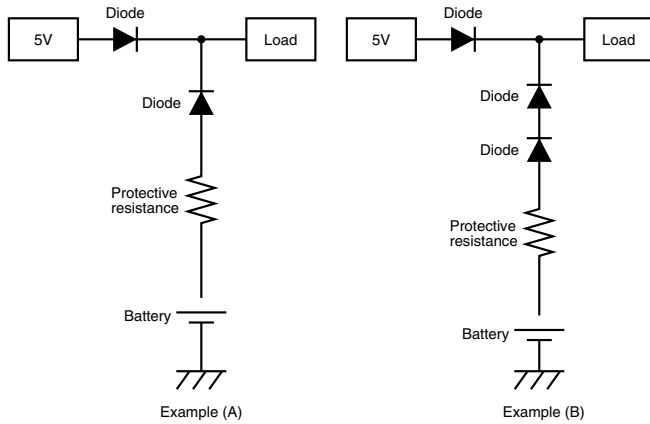 Diode
5V
Load
Diode
Protective
resistance
Battery
Example (A)
Diode
5V
Load
Diode
Diode
Protective
resistance
Battery
Example (B)